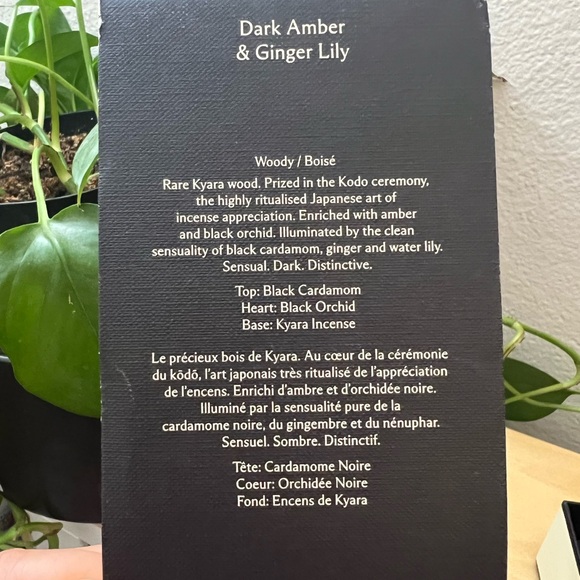 Dark Amber
& Ginger Lily
Woody / Boisé
Rare Kyara wood. Prized in the Kodo ceremony,
the highly ritualised Japanese art of
incense appreciation. Enriched with amber
and black orchid. Illuminated by the clean
sensuality of black cardamom, ginger and water lily.
Sensual. Dark. Distinctive.
Top: Black Cardamom
Heart: Black Orchid
Base: Kyara Incense
Le précieux bois de Kyara. Au cœur de la cérémonie
du kōdō, l'art japonais très ritualisé de l'appréciation
de l'encens. Enrichi d'ambre et d'orchidée noire.
Illuminé par la sensualité pure de la
cardamome noire, du gingembre et du nénuphar.
Sensuel. Sombre. Distinctif.
Tête: Cardamome Noire
Coeur: Orchidée Noire
Fond: Encens de Kyara